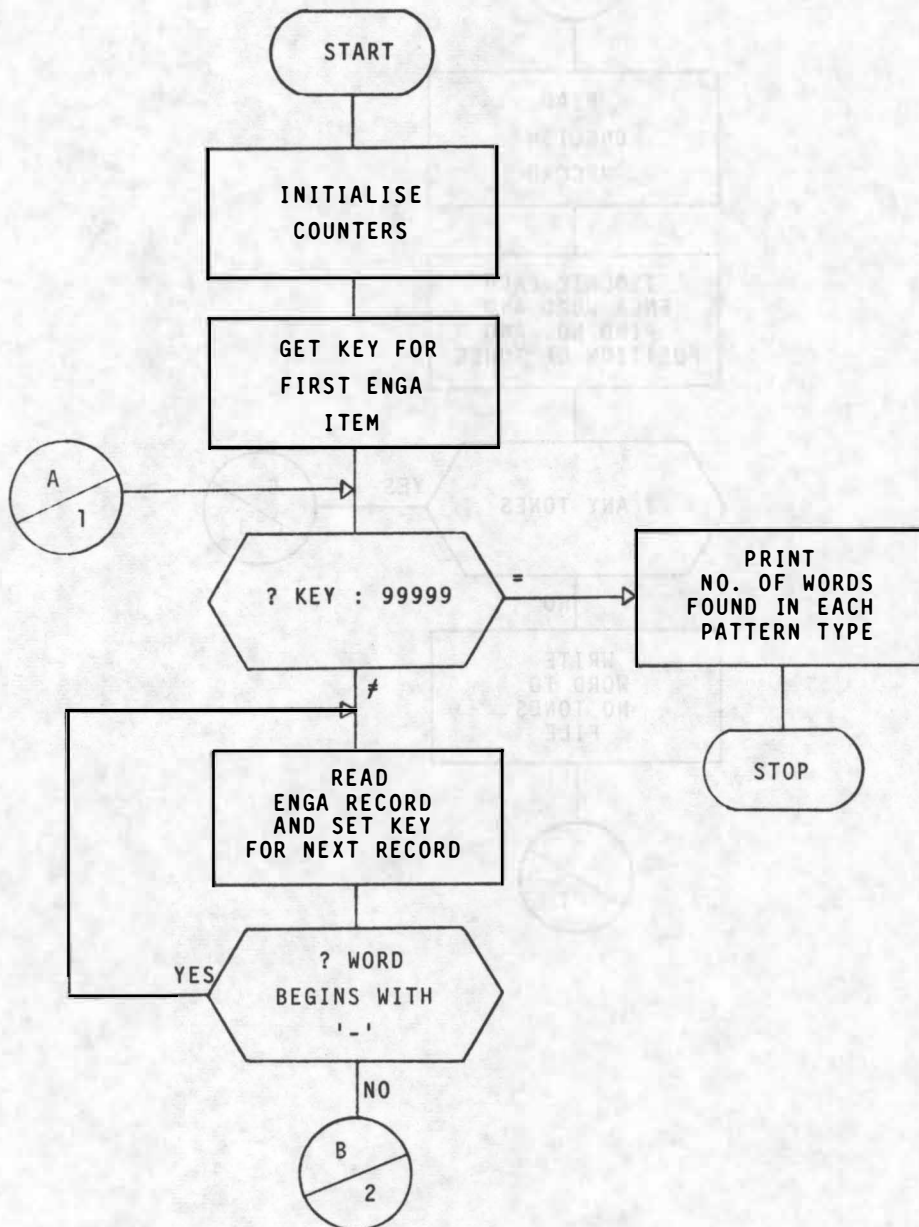 START
INITIALISE
COUNTERS
GET KEY FOR
FIRST ENGA
ITEM
A
1
? KEY : 99999
=
PRINT
NO. OF WORDS
FOUND IN EACH
PATTERN TYPE
≠
STOP
READ
ENGA RECORD
AND SET KEY
FOR NEXT RECORD
? WORD
BEGINS WITH
'-'
YES
NO
B
2